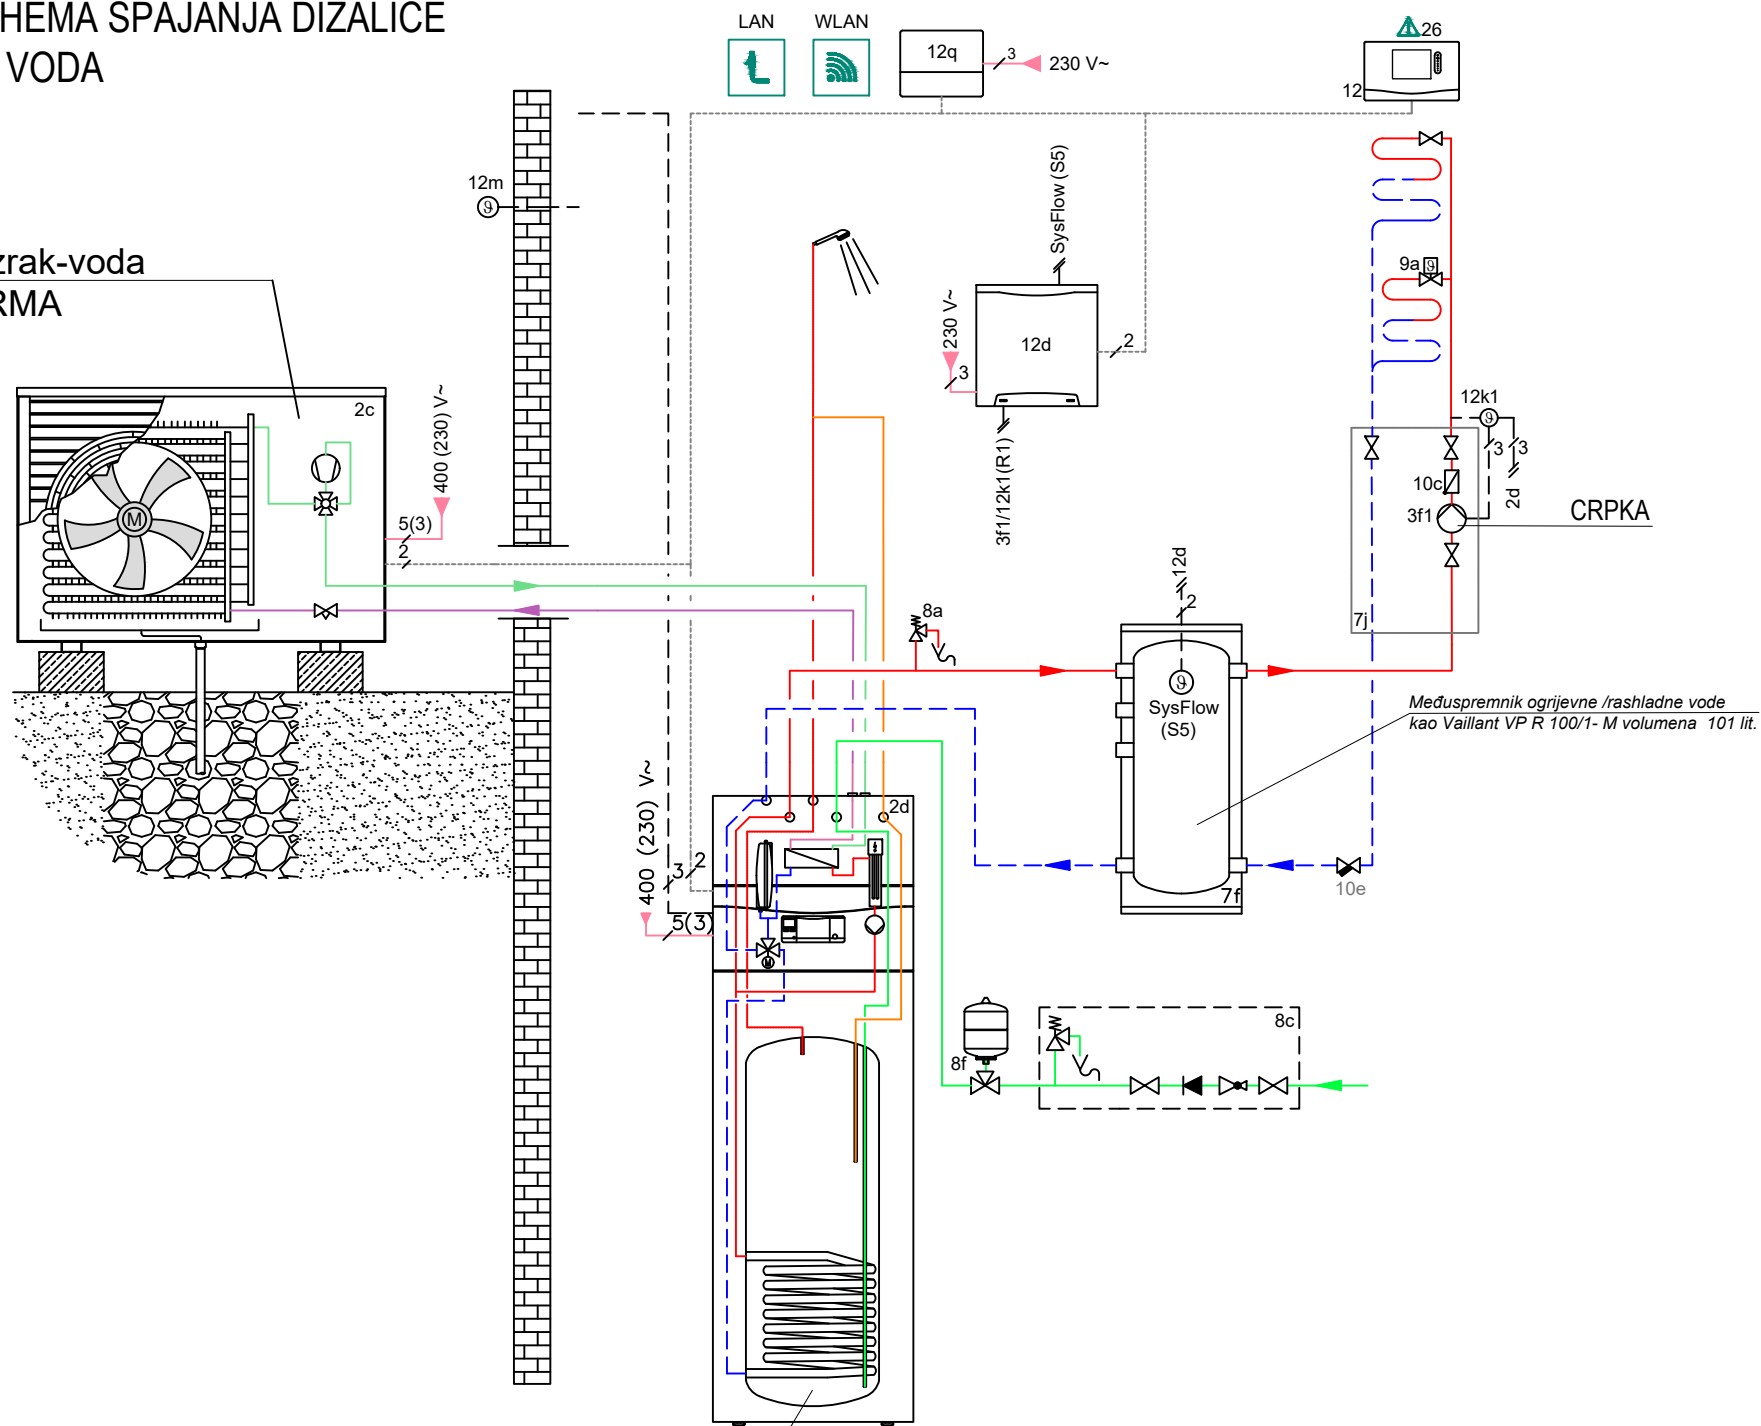 HEMA SPAJANJA DIZALICE
VODA
LAN
WLAN
12q
3
230 V~
26
12
12m
SysFlow (S5)
zrak-voda
RMA
9a
230 V~
3
12d
2
2c
400 (230) V~
12k1
3
3
10c
2d
3f1
CRPKA
3f1/12k1(R1)
M
5(3)
2
12d
2
8a
7j
SysFlow
(S5)
Međuspremnik ogrijevne /rashladne vode
kao Vaillant VP R 100/1- M volumena 101 lit.
400 (230) V~
2d
3
2
7f
10e
5(3)
M
8c
8f